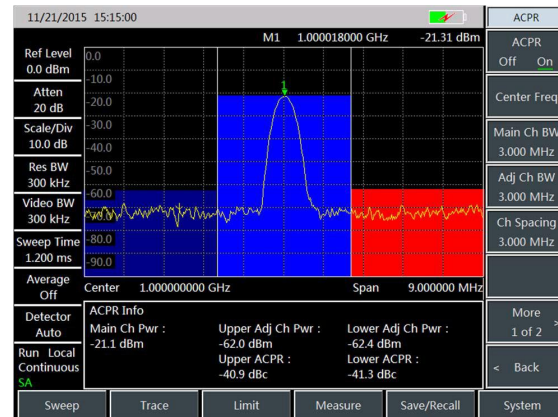 11/21/2015 15:15:00
ACPR
M1 1.000018000 GHz -21.31 dBm
Ref Level
0.0 dBm
Atten
20 dB
Scale/Div
10.0 dB
Res BW
300 kHz
Video BW
300 kHz
Sweep Time
1.200 ms
Average
Off
Detector
Auto
Run Local
Continuous
SA
0.0
-10.0
-20.0
-30.0
-40.0
-50.0
-60.0
-80.0
-90.0
1
Center 1.000000000 GHz Span 9.000000 MHz
ACPR Info
Main Ch Pwr : Upper Adj Ch Pwr : Lower Adj Ch Pwr :
-21.1 dBm -62.0 dBm -62.4 dBm
Upper ACPR : Lower ACPR :
-40.9 dBc -41.3 dBc
ACPR
Off On
Center Freq
Main Ch BW
3.000 MHz
Adj Ch BW
3.000 MHz
Ch Spacing
3.000 MHz
More
1 of 2 >
< Back
Sweep Trace Limit Measure Save/Recall System